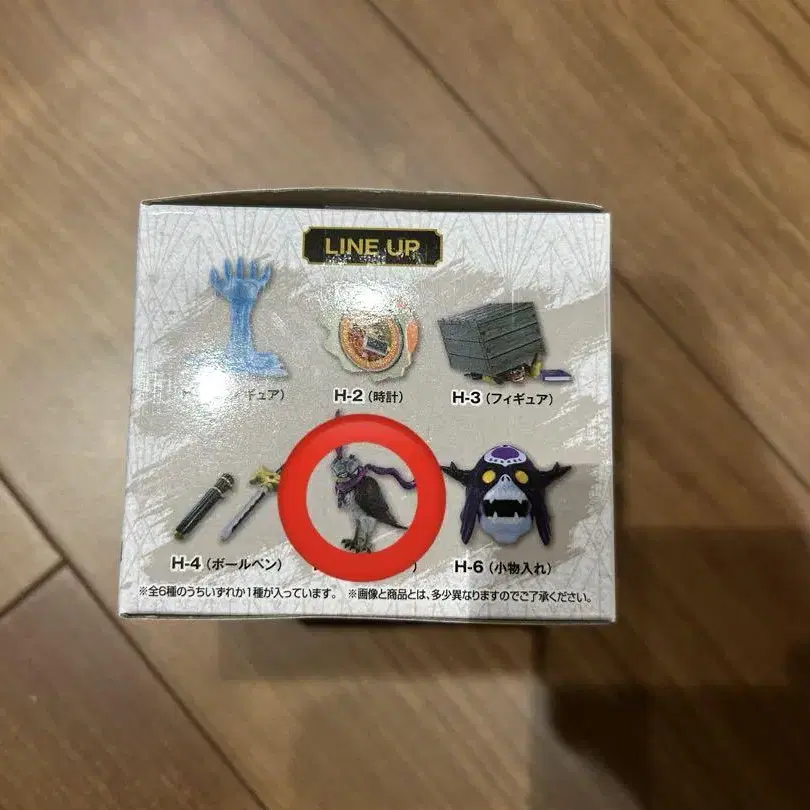 LINE UP
ギュア)
H-2 (時計)
H-3 (フィギュア)
H-4 (ボールペン)
H-6 (小物入れ)
※全6種のうちいずれか1種が入っています。 ※画像と商品とは、多少異なりますのでご了承ください。